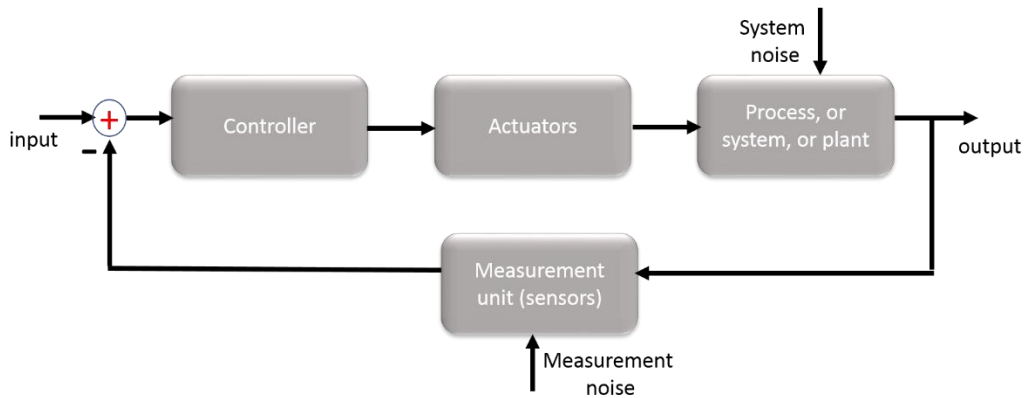 System
noise
input
+
−
Controller
Actuators
Process, or
system, or plant
output
Measurement
unit (sensors)
Measurement
noise